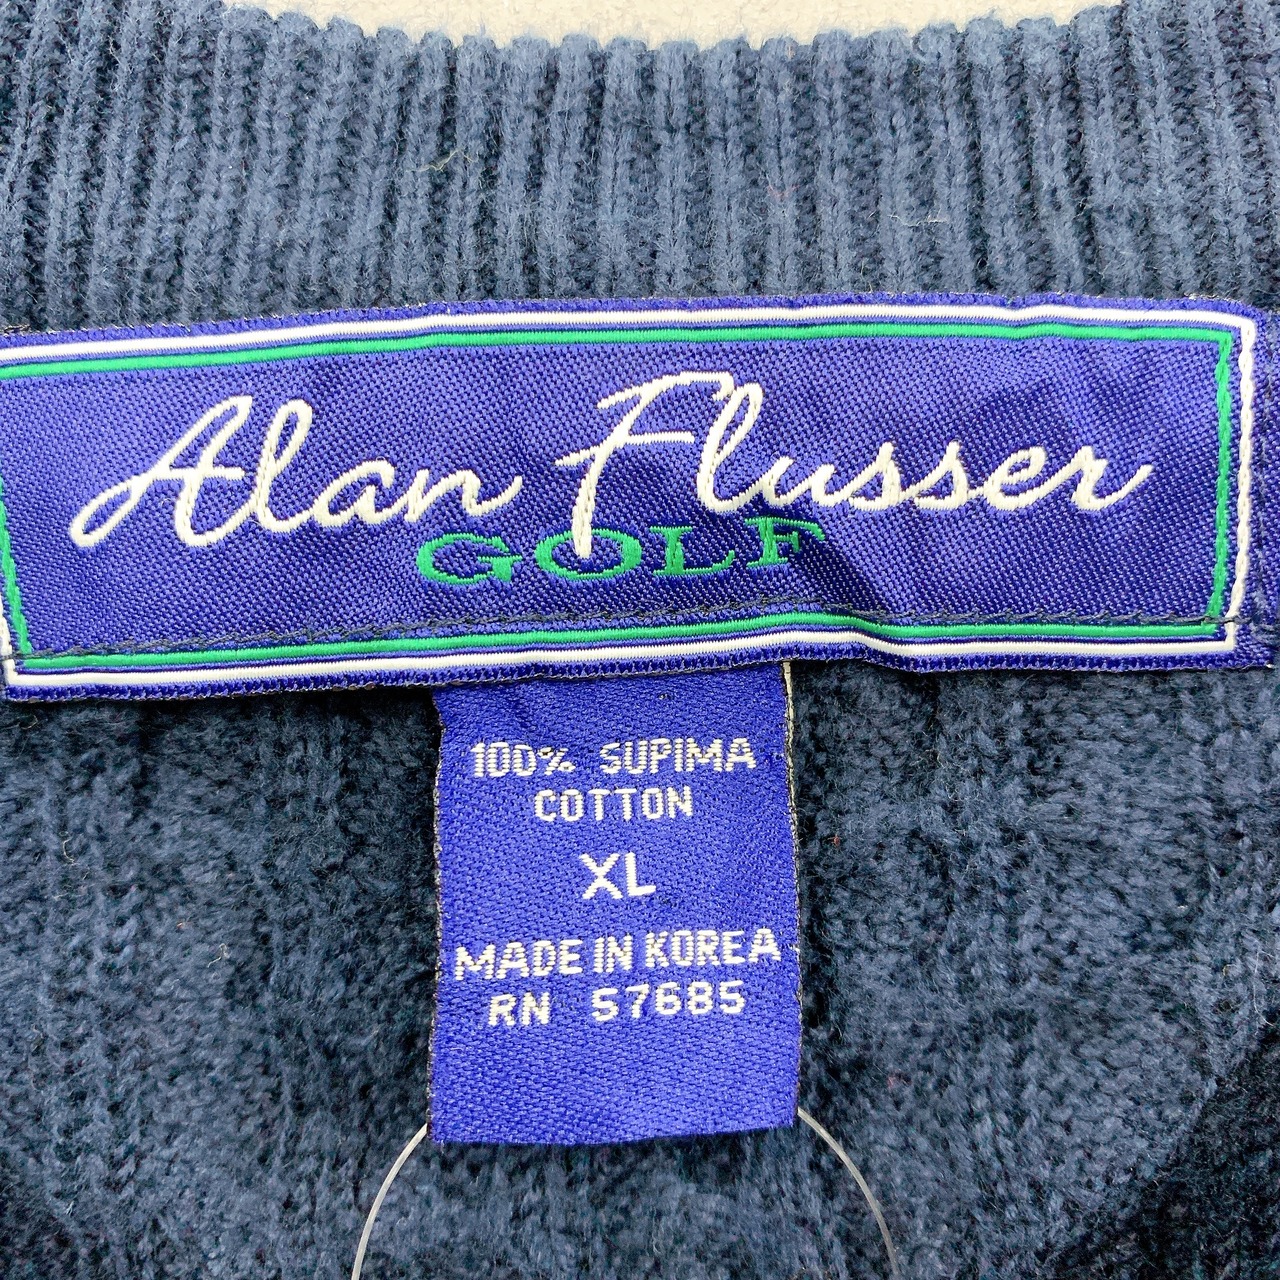 Alan Flusser
GOLF
100% SUPIMA
COTTON
XL
MADE IN KOREA
RN 57685